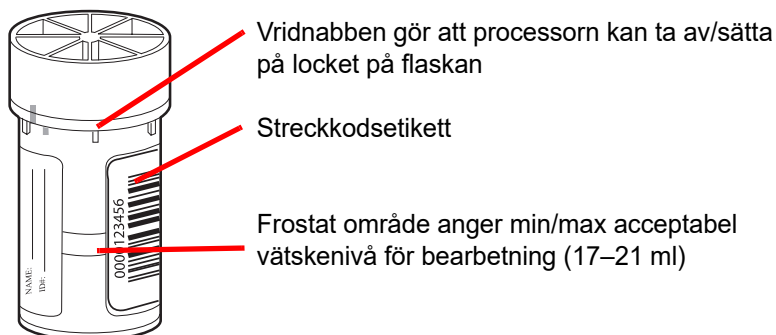 Vridnabben gör att processorn kan ta av/sätta
på locket på flaskan
Streckkodsetikett
Frostat område anger min/max acceptabel
vätskenivå för bearbetning (17–21 ml)
0000123456
NAME:
ID#: